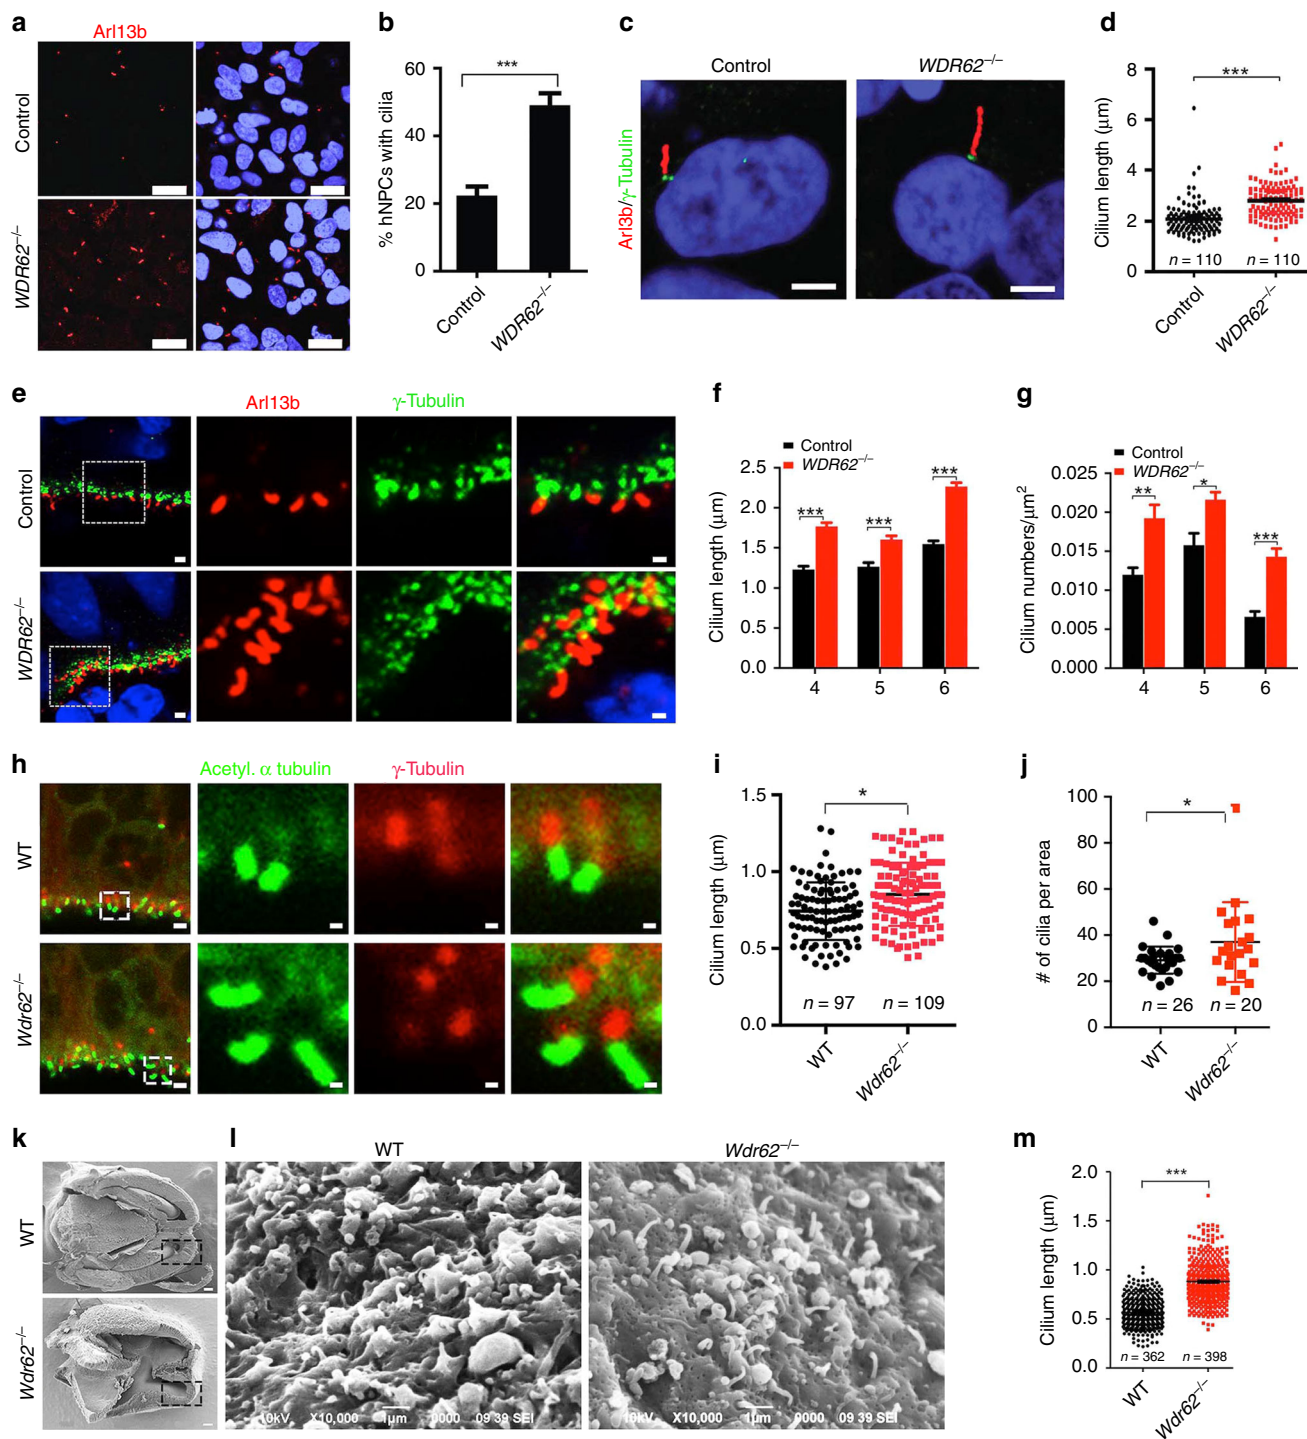 a
Arl13b
Control
WDR62–/–
b
***
% hNPCs with cilia
60
40
20
0
Control
WDR62–/–
c
Control
WDR62–/–
Arl3b/γ-Tubulin
d
***
Cilium length (μm)
8
6
4
2
0
n = 110
n = 110
Control
WDR62–/–
e
Arl13b
γ-Tubulin
Control
WDR62–/–
f
Control
WDR62–/–
Cilium length (μm)
2.5
2.0
1.5
1.0
0.5
0.0
***
***
***
4
5
6
g
Control
WDR62–/–
Cilium numbers/μm2
0.025
0.020
0.015
0.010
0.005
0.000
**
*
***
4
5
6
h
Acetyl. α tubulin
γ-Tubulin
WT
Wdr62–/–
i
*
Cilium length (μm)
1.5
1.0
0.5
0.0
n = 97
n = 109
WT
Wdr62–/–
j
*
# of cilia per area
100
80
60
40
20
0
n = 26
n = 20
WT
Wdr62–/–
k
WT
Wdr62–/–
l
WT
Wdr62–/–
10kV X10,000 1μm 0000 09 39 SEI
10kV X10,000 1μm 0000 09 39 SEI
m
***
Cilium length (μm)
2.0
1.5
1.0
0.5
0.0
n = 362
n = 398
WT
Wdr62–/–